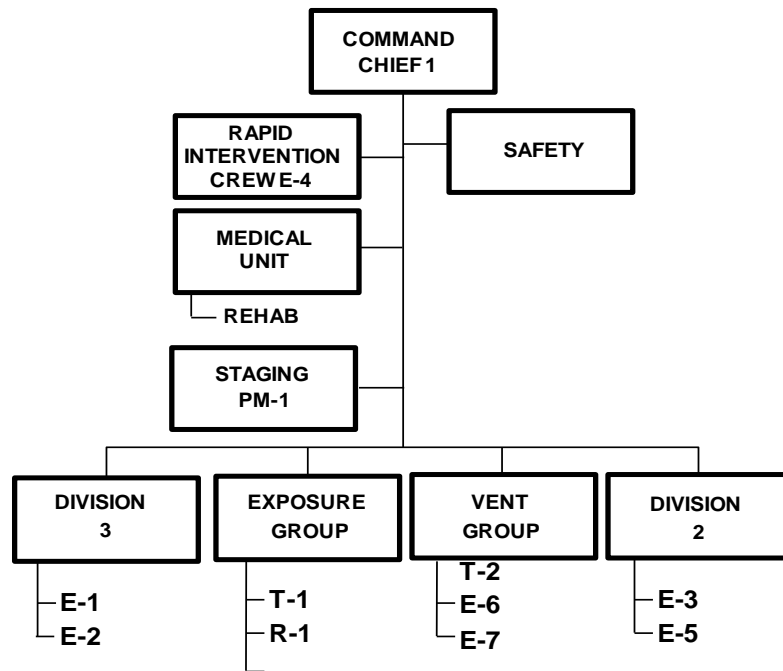 COMMAND
CHIEF 1
RAPID
INTERVENTION
CREW E-4
SAFETY
MEDICAL
UNIT
REHAB
STAGING
PM-1
DIVISION
3
E-1
E-2
EXPOSURE
GROUP
T-1
R-1
VENT
GROUP
T-2
E-6
E-7
DIVISION
2
E-3
E-5